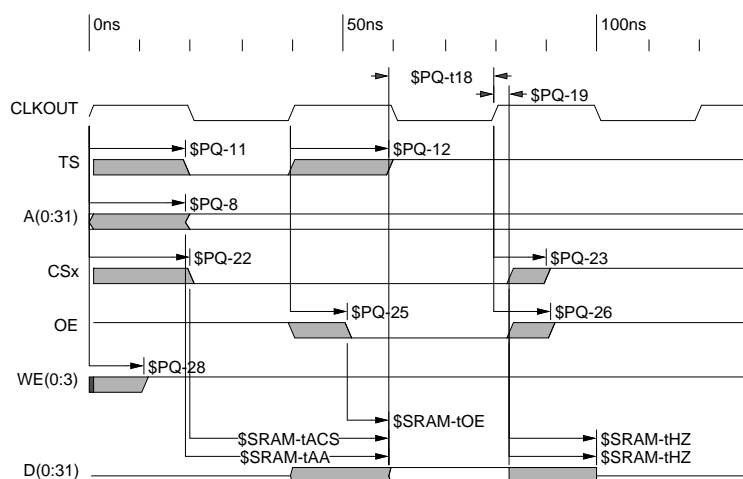 0ns 50ns 100ns
$PQ-t18
$PQ-19
CLKOUT
$PQ-11 $PQ-12
TS
$PQ-8
A(0:31)
$PQ-22 $PQ-23
CSx
$PQ-25 $PQ-26
OE
$PQ-28
WE(0:3)
$SRAM-tOE
$SRAM-tACS $SRAM-tHZ
$SRAM-tAA $SRAM-tHZ
D(0:31)